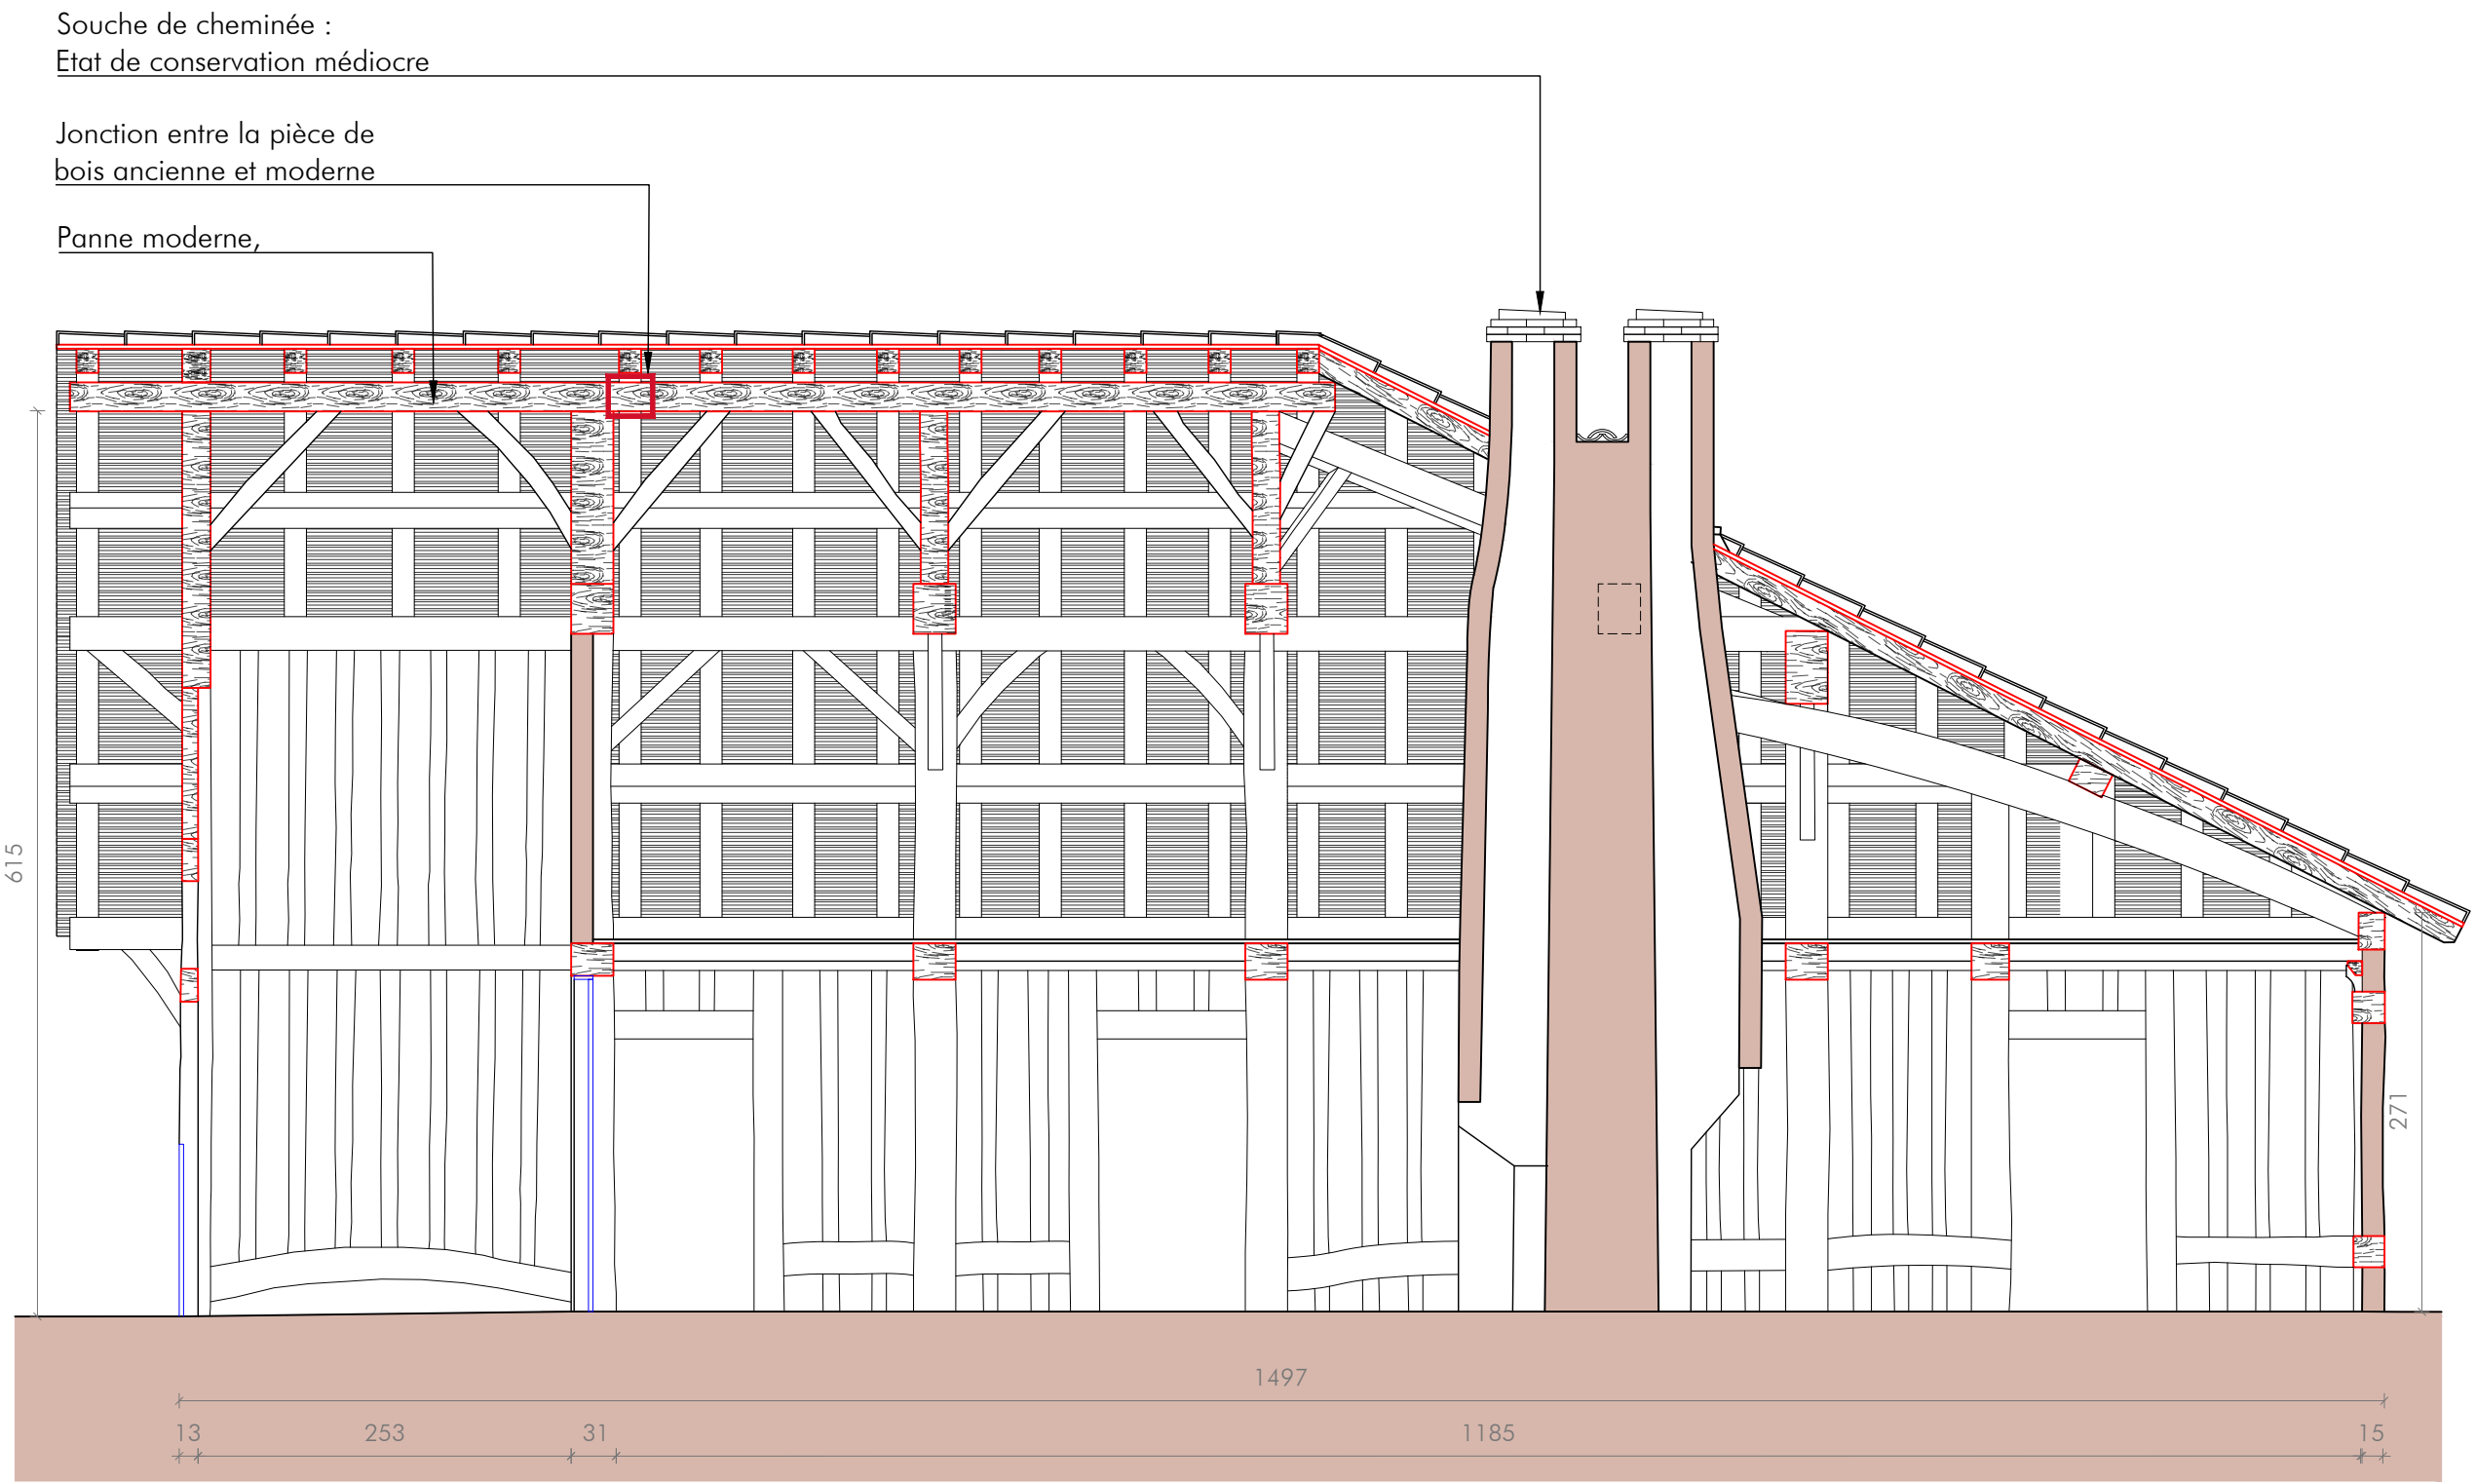 Souche de cheminée :
Etat de conservation médiocre
Jonction entre la pièce de
bois ancienne et moderne
Panne moderne,
615
271
1497
13
253
31
1185
15